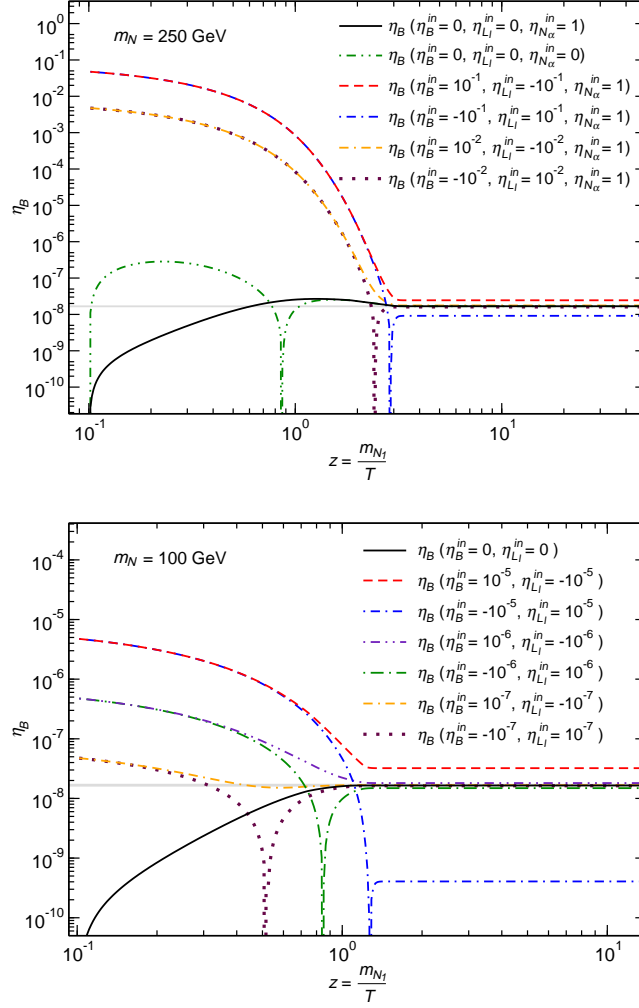 m_N = 250 GeV
η_B (η_B^in = 0, η_{L_l}^in = 0, η_{N_α}^in = 1)
η_B (η_B^in = 0, η_{L_l}^in = 0, η_{N_α}^in = 0)
η_B (η_B^in = 10^-1, η_{L_l}^in = -10^-1, η_{N_α}^in = 1)
η_B (η_B^in = -10^-1, η_{L_l}^in = 10^-1, η_{N_α}^in = 1)
η_B (η_B^in = 10^-2, η_{L_l}^in = -10^-2, η_{N_α}^in = 1)
η_B (η_B^in = -10^-2, η_{L_l}^in = 10^-2, η_{N_α}^in = 1)
10^0
10^-1
10^-2
10^-3
10^-4
10^-5
10^-6
10^-7
10^-8
10^-9
10^-10
η_B
10^-1 10^0 10^1
z = m_{N_1} / T
m_N = 100 GeV
η_B (η_B^in = 0, η_{L_l}^in = 0 )
η_B (η_B^in = 10^-5, η_{L_l}^in = -10^-5 )
η_B (η_B^in = -10^-5, η_{L_l}^in = 10^-5 )
η_B (η_B^in = 10^-6, η_{L_l}^in = -10^-6 )
η_B (η_B^in = -10^-6, η_{L_l}^in = 10^-6 )
η_B (η_B^in = 10^-7, η_{L_l}^in = -10^-7 )
η_B (η_B^in = -10^-7, η_{L_l}^in = 10^-7 )
10^-4
10^-5
10^-6
10^-7
10^-8
10^-9
10^-10
η_B
10^-1 10^0 10^1
z = m_{N_1} / T